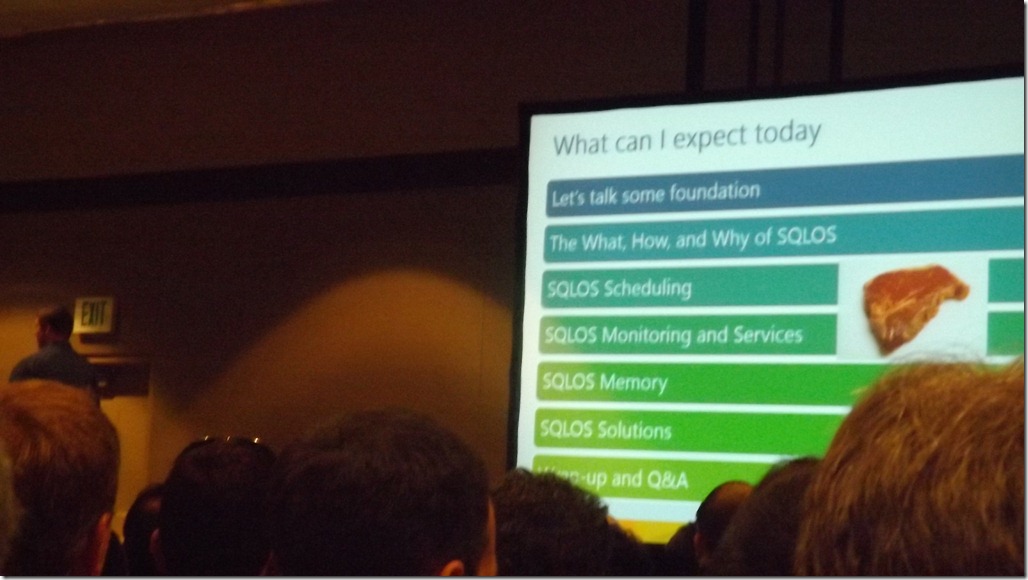 What can I expect today
Let's talk some foundation
The What, How, and Why of SQLOS
SQLOS Scheduling
SQLOS Monitoring and Services
SQLOS Memory
SQLOS Solutions
Wrap-up and Q&A
EXIT